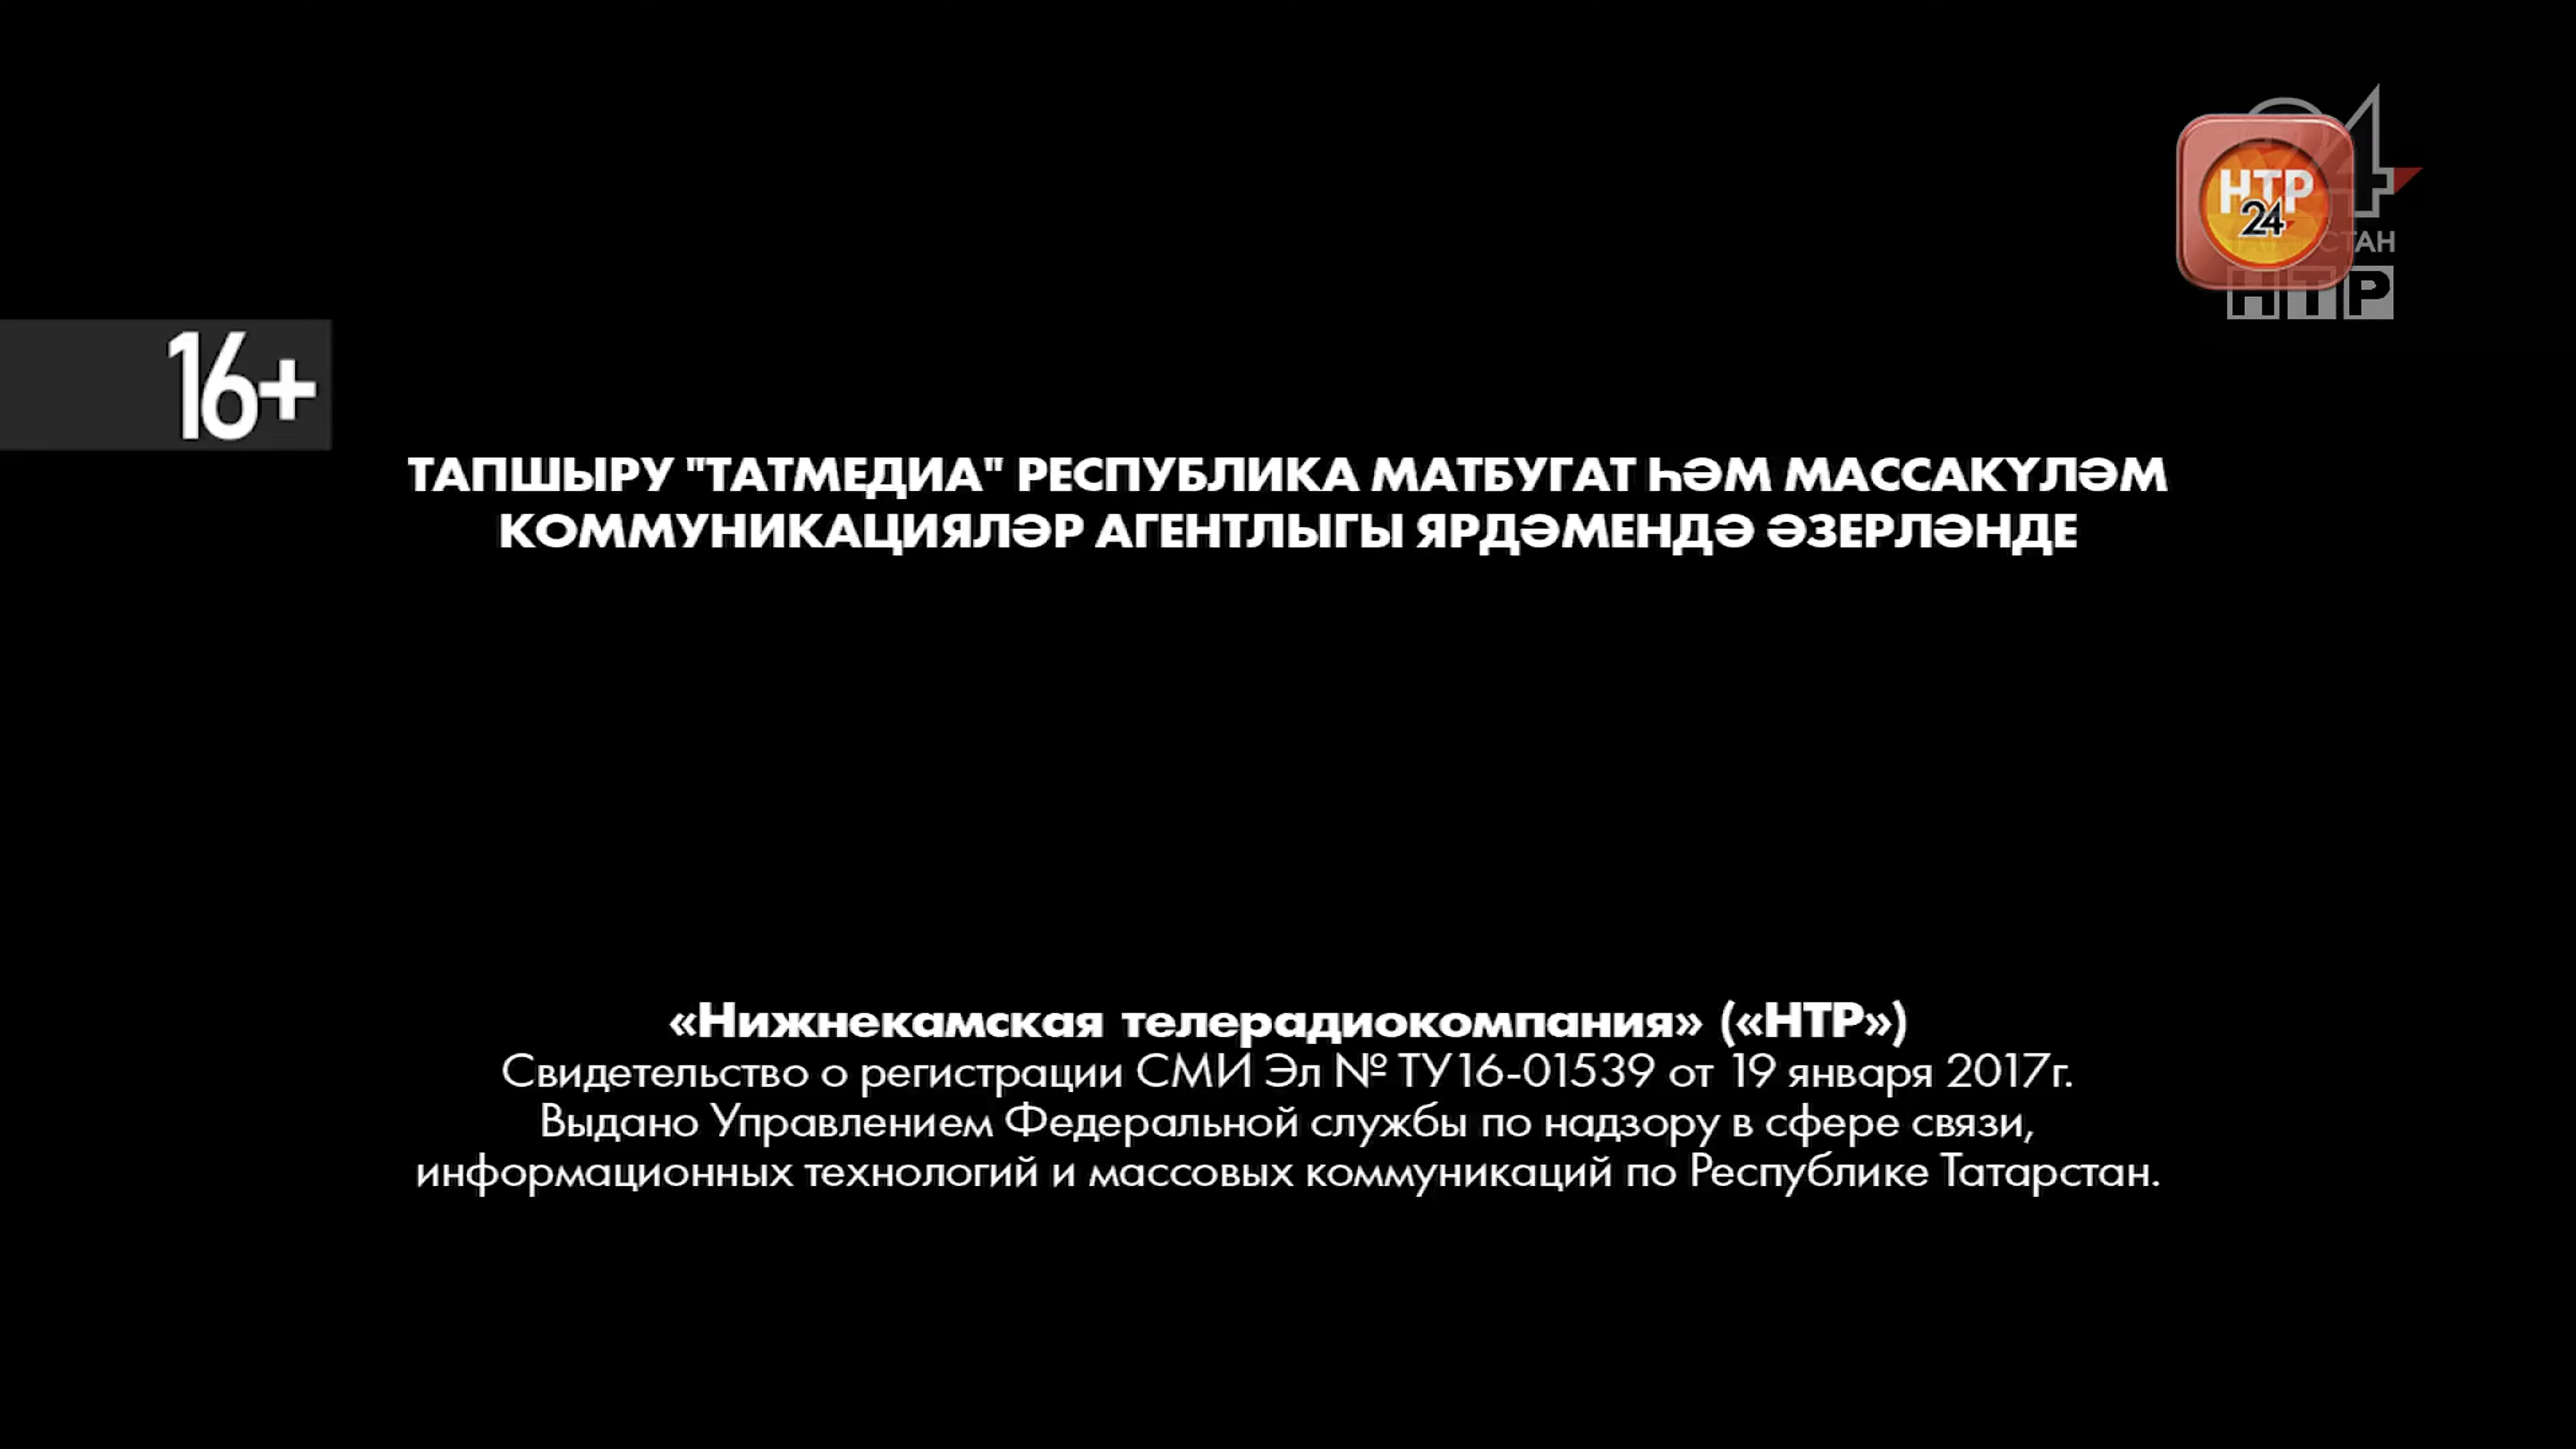 НТР
24
СТАН
НТР
16+
ТАПШЫРУ "ТАТМЕДИА" РЕСПУБЛИКА МАТБУГАТ ҺӘМ МАССАКҮЛӘМ
КОММУНИКАЦИЯЛӘР АГЕНТЛЫГЫ ЯРДӘМЕНДӘ ӘЗЕРЛӘНДЕ
«Нижнекамская телерадиокомпания» («НТР»)
Свидетельство о регистрации СМИ Эл № ТУ16-01539 от 19 января 2017г.
Выдано Управлением Федеральной службы по надзору в сфере связи,
информационных технологий и массовых коммуникаций по Республике Татарстан.